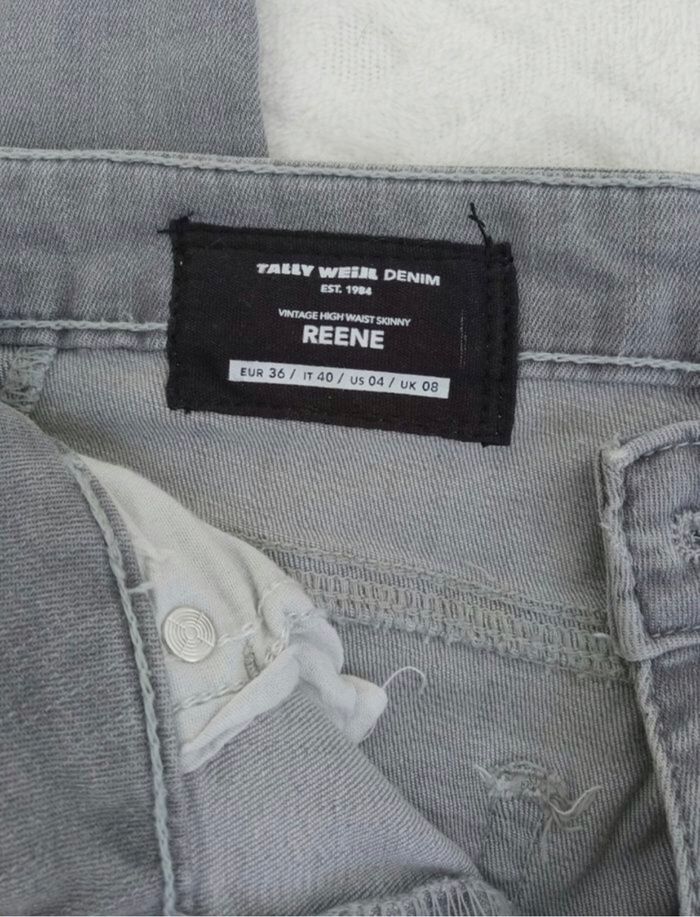 TALLY WEiJL DENIM
EST. 1984
VINTAGE HIGH WAIST SKINNY
REENE
EUR 36 / IT 40 / US 04 / UK 08